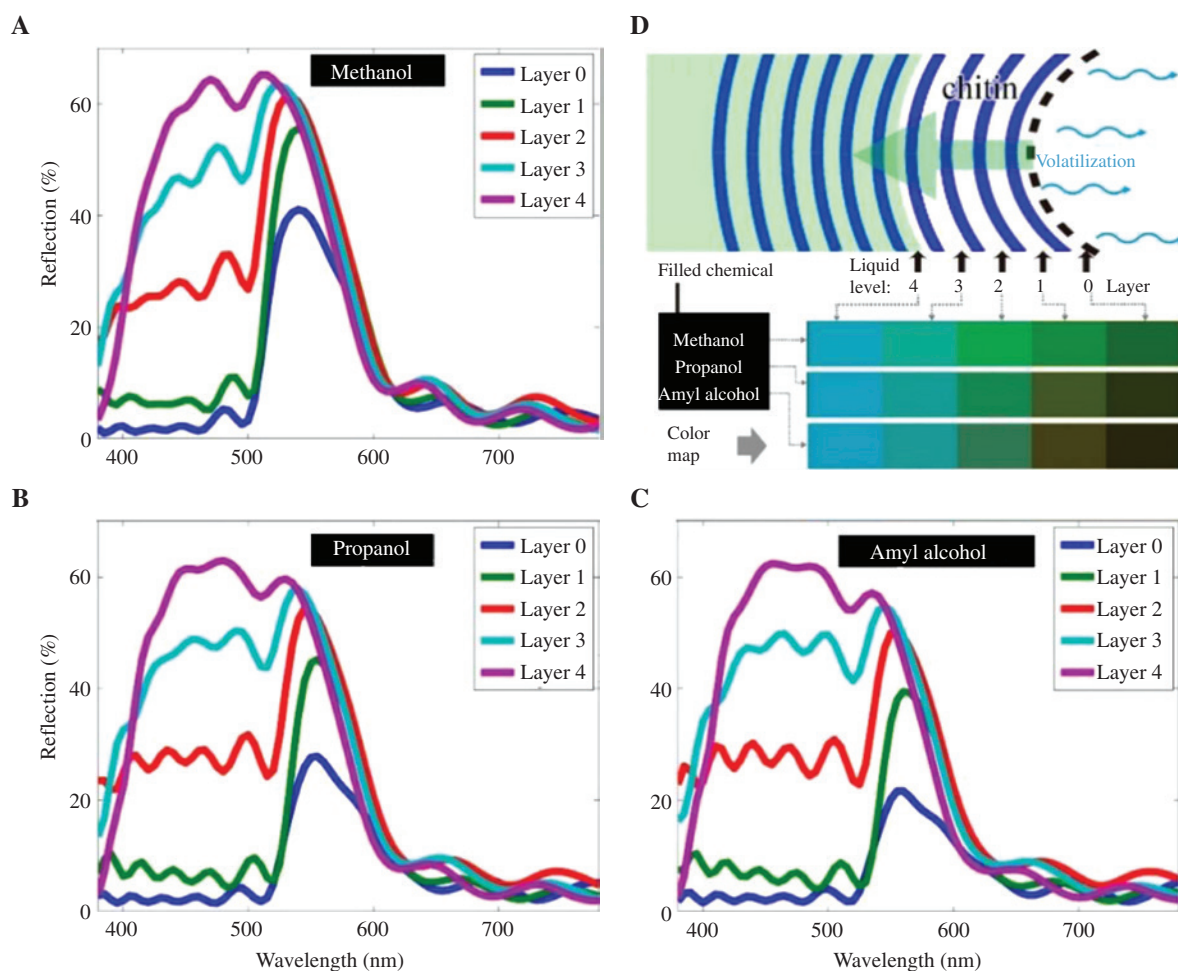 A
Methanol
Layer 0
Layer 1
Layer 2
Layer 3
Layer 4
Reflection (%)
60
40
20
0
400
500
600
700
D
chitin
Volatilization
Filled chemical
Liquid
level:
4
3
2
1
0
Layer
Methanol
Propanol
Amyl alcohol
Color
map
B
Propanol
Layer 0
Layer 1
Layer 2
Layer 3
Layer 4
Reflection (%)
60
40
20
0
400
500
600
700
Wavelength (nm)
C
Amyl alcohol
Layer 0
Layer 1
Layer 2
Layer 3
Layer 4
60
40
20
0
400
500
600
700
Wavelength (nm)